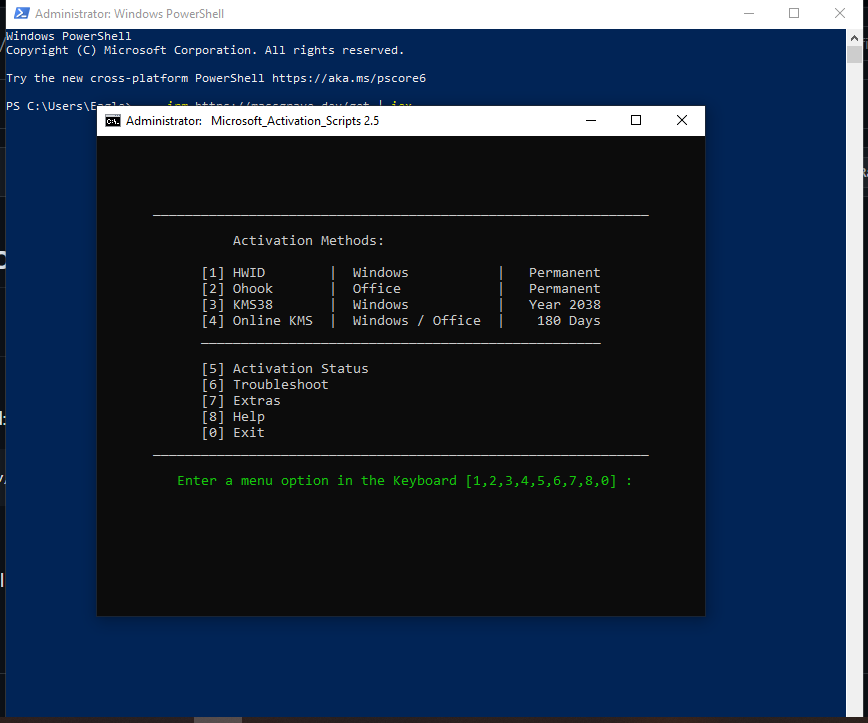 Administrator: Windows PowerShell
Windows PowerShell
Copyright (C) Microsoft Corporation. All rights reserved.
Try the new cross-platform PowerShell https://aka.ms/pscore6
PS C:\Users\
Administrator: Microsoft_Activation_Scripts 2.5
Activation Methods:
[1] HWID | Windows | Permanent
[2] Ohook | Office | Permanent
[3] KMS38 | Windows | Year 2038
[4] Online KMS | Windows / Office | 180 Days
[5] Activation Status
[6] Troubleshoot
[7] Extras
[8] Help
[0] Exit
Enter a menu option in the Keyboard [1,2,3,4,5,6,7,8,0] :